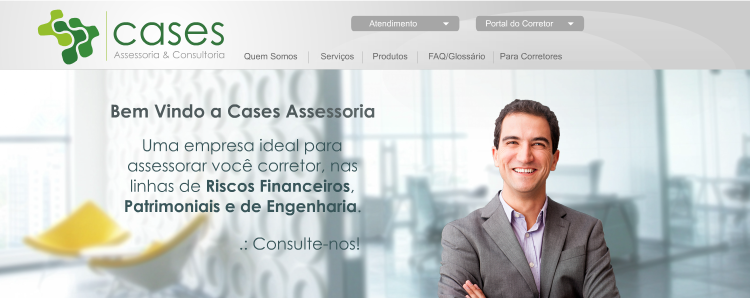 cases
Assessoria & Consultoria
Atendimento
Portal do Corretor
Quem Somos
Serviços
Produtos
FAQ/Glossário
Para Corretores
Bem Vindo a Cases Assessoria
Uma empresa ideal para
assessorar você corretor, nas
linhas de Riscos Financeiros,
Patrimoniais e de Engenharia.
.: Consulte-nos!